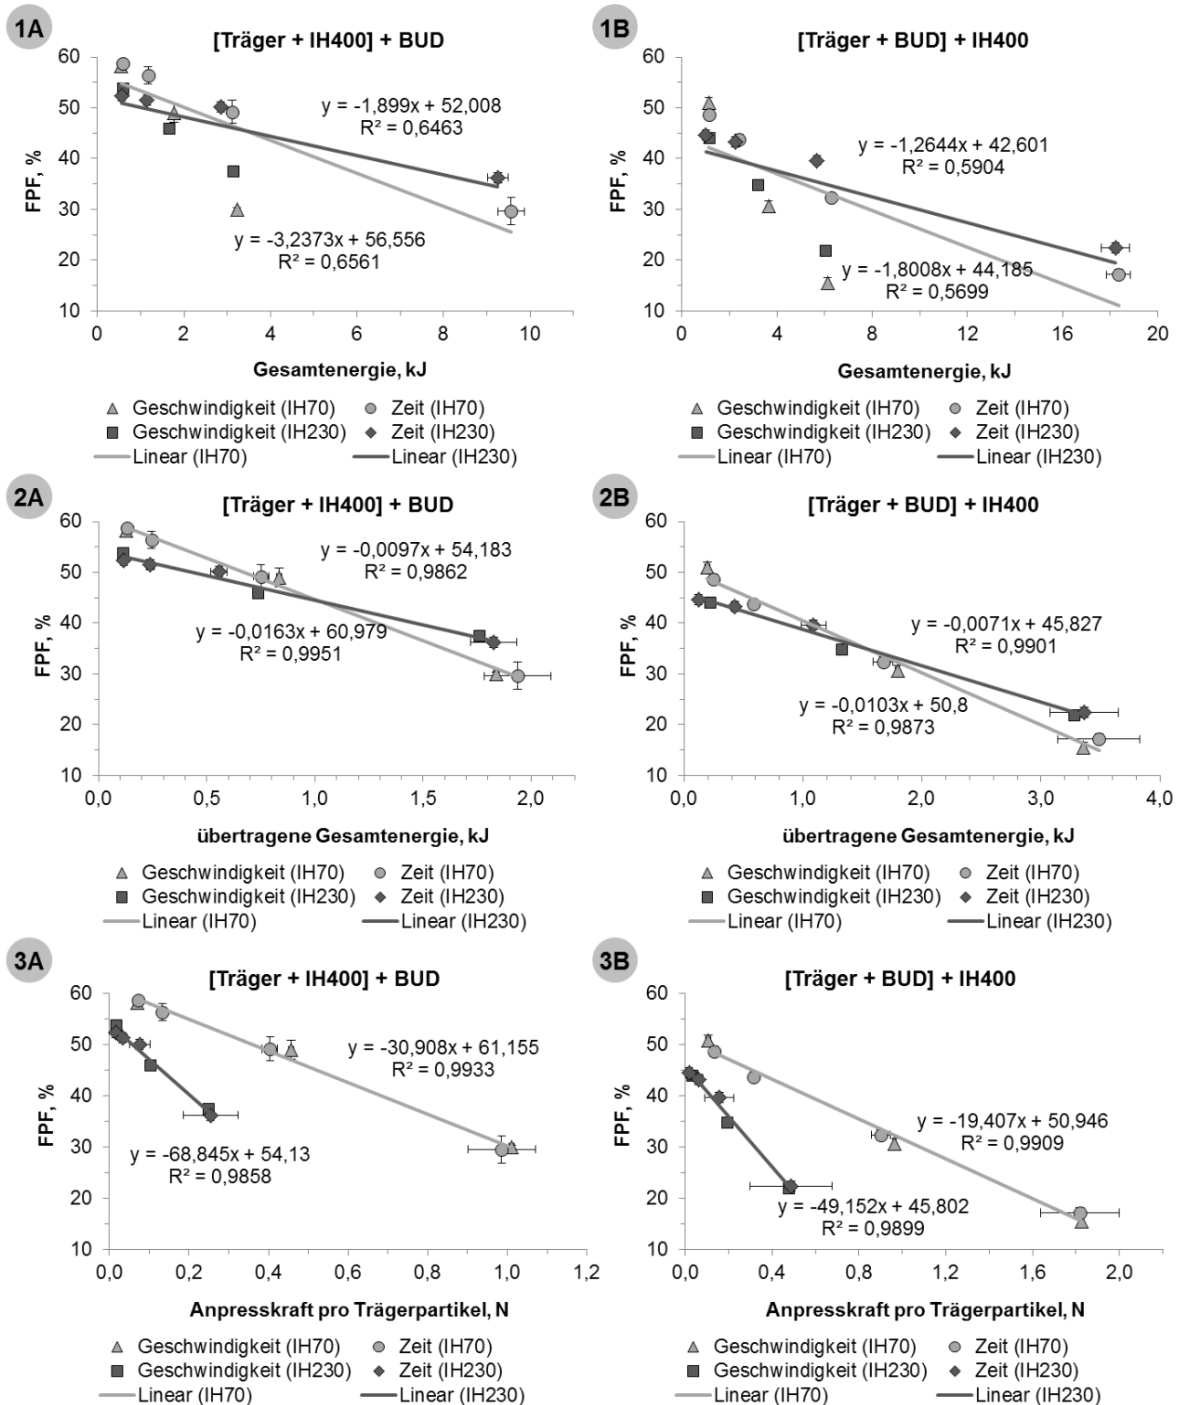 1A
[Träger + IH400] + BUD
60
50
40
30
20
10
FPF, %
y = -1,899x + 52,008
R² = 0,6463
y = -3,2373x + 56,556
R² = 0,6561
0 2 4 6 8 10
Gesamtenergie, kJ
Geschwindigkeit (IH70) Zeit (IH70)
Geschwindigkeit (IH230) Zeit (IH230)
Linear (IH70) Linear (IH230)
1B
[Träger + BUD] + IH400
60
50
40
30
20
10
FPF, %
y = -1,2644x + 42,601
R² = 0,5904
y = -1,8008x + 44,185
R² = 0,5699
0 4 8 12 16 20
Gesamtenergie, kJ
Geschwindigkeit (IH70) Zeit (IH70)
Geschwindigkeit (IH230) Zeit (IH230)
Linear (IH70) Linear (IH230)
2A
[Träger + IH400] + BUD
60
50
40
30
20
10
FPF, %
y = -0,0097x + 54,183
R² = 0,9862
y = -0,0163x + 60,979
R² = 0,9951
0,0 0,5 1,0 1,5 2,0
übertragene Gesamtenergie, kJ
Geschwindigkeit (IH70) Zeit (IH70)
Geschwindigkeit (IH230) Zeit (IH230)
Linear (IH70) Linear (IH230)
2B
[Träger + BUD] + IH400
60
50
40
30
20
10
FPF, %
y = -0,0071x + 45,827
R² = 0,9901
y = -0,0103x + 50,8
R² = 0,9873
0,0 1,0 2,0 3,0 4,0
übertragene Gesamtenergie, kJ
Geschwindigkeit (IH70) Zeit (IH70)
Geschwindigkeit (IH230) Zeit (IH230)
Linear (IH70) Linear (IH230)
3A
[Träger + IH400] + BUD
60
50
40
30
20
10
FPF, %
y = -30,908x + 61,155
R² = 0,9933
y = -68,845x + 54,13
R² = 0,9858
0,0 0,2 0,4 0,6 0,8 1,0 1,2
Anpresskraft pro Trägerpartikel, N
Geschwindigkeit (IH70) Zeit (IH70)
Geschwindigkeit (IH230) Zeit (IH230)
Linear (IH70) Linear (IH230)
3B
[Träger + BUD] + IH400
60
50
40
30
20
10
FPF, %
y = -19,407x + 50,946
R² = 0,9909
y = -49,152x + 45,802
R² = 0,9899
0,0 0,4 0,8 1,2 1,6 2,0
Anpresskraft pro Trägerpartikel, N
Geschwindigkeit (IH70) Zeit (IH70)
Geschwindigkeit (IH230) Zeit (IH230)
Linear (IH70) Linear (IH230)